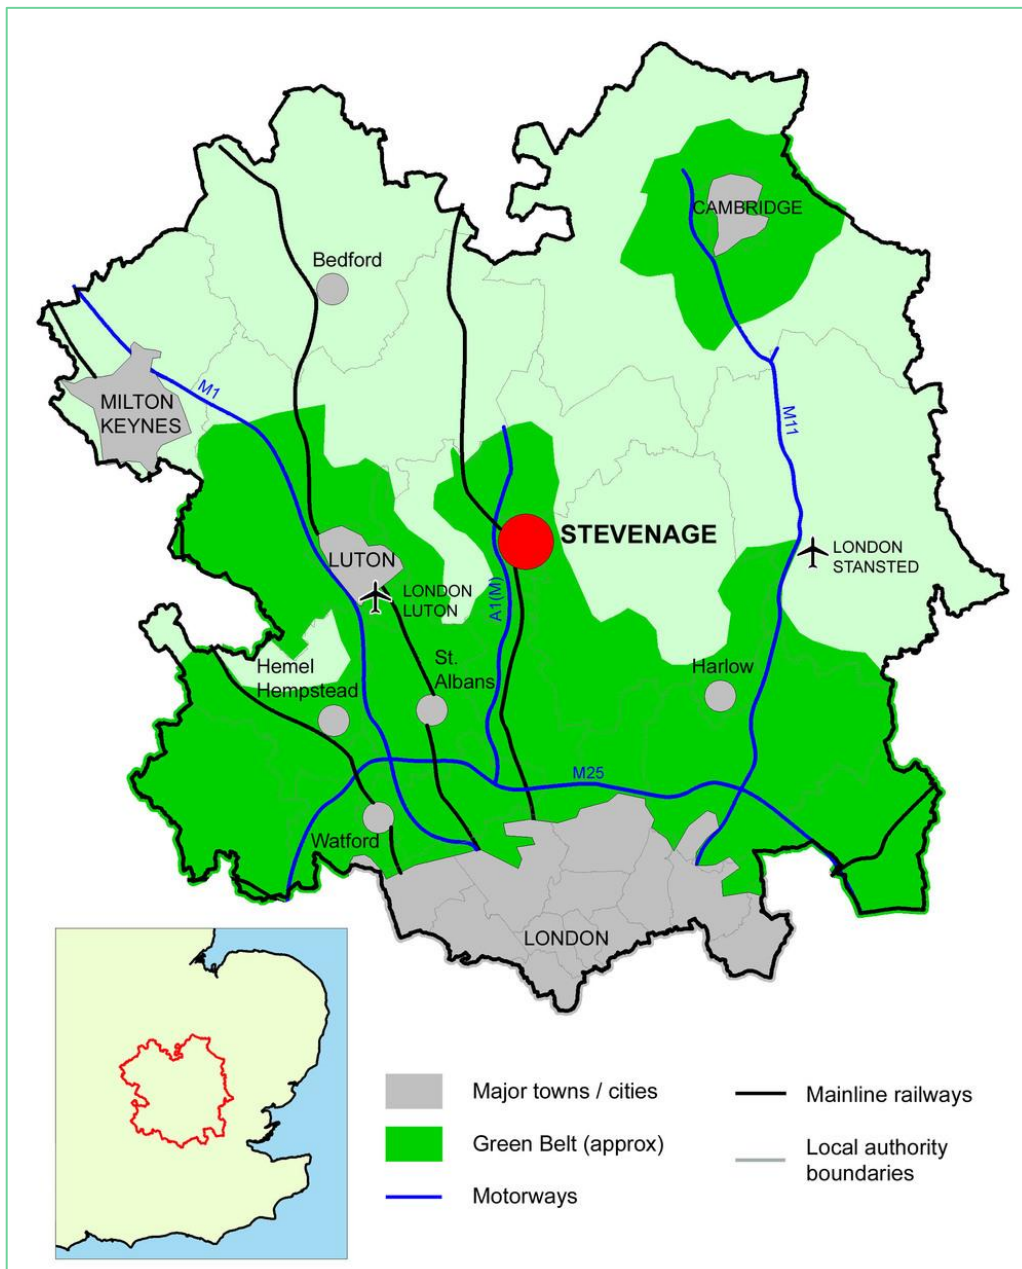 CAMBRIDGE
Bedford
M1
MILTON
KEYNES
M11
STEVENAGE
LUTON
LONDON
STANSTED
LONDON
LUTON
A1(M)
St.
Albans
Hemel
Hempstead
Harlow
M25
Watford
LONDON
Major towns / cities
Mainline railways
Green Belt (approx)
Local authority
boundaries
Motorways